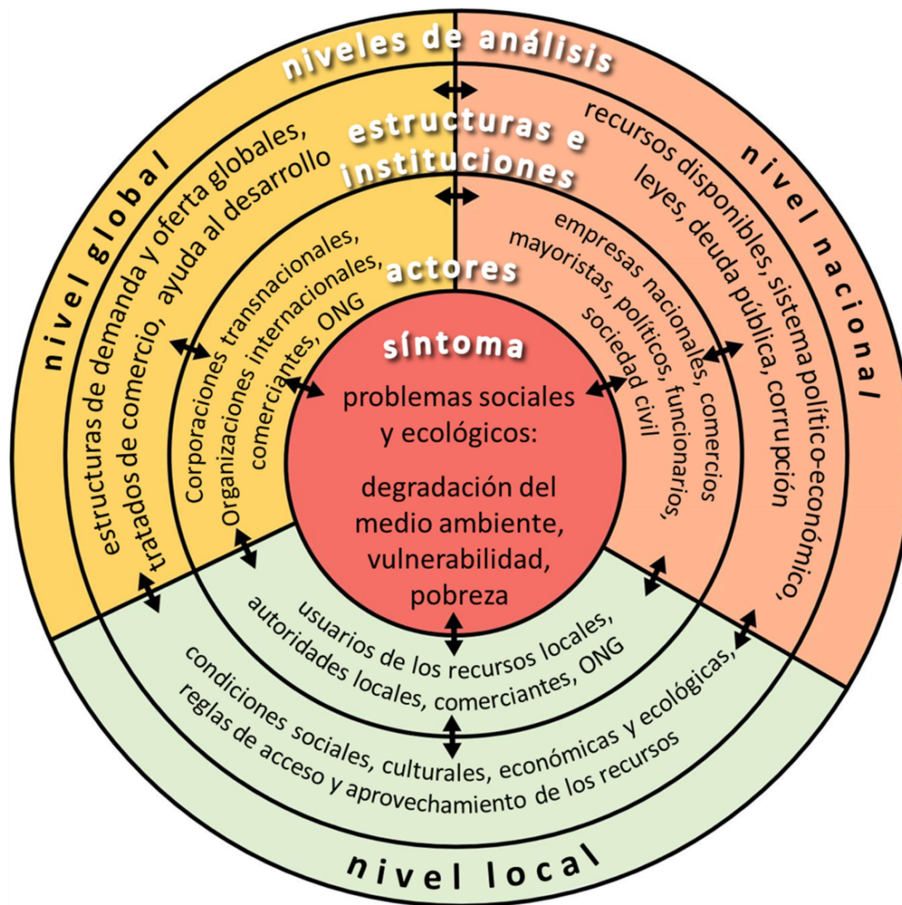 niveles de análisis
estructuras e
instituciones
actores
síntoma
problemas sociales
y ecológicos:
degradación del
medio ambiente,
vulnerabilidad,
pobreza
nivel global
estructuras de demanda y oferta globales,
tratados de comercio, ayuda al desarrollo
Corporaciones transnacionales,
Organizaciones internacionales,
comerciantes, ONG
nivel nacional
recursos disponibles, sistema político-económico,
leyes, deuda pública, corrupción
empresas nacionales, comercios
mayoristas, políticos, funcionarios,
sociedad civil
usuarios de los recursos locales,
autoridades locales, comerciantes, ONG
condiciones sociales, culturales, económicas y ecológicas,
reglas de acceso y aprovechamiento de los recursos
nivel local